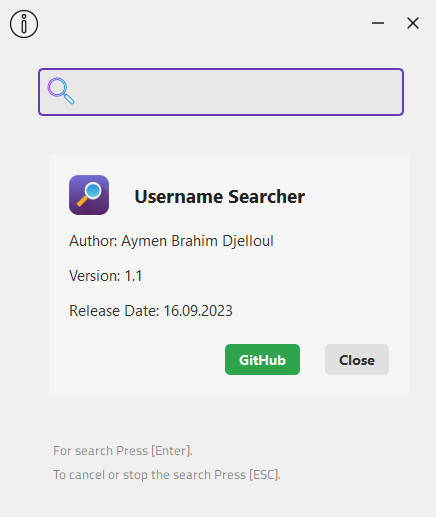 Username Searcher
Author: Aymen Brahim Djelloul
Version: 1.1
Release Date: 16.09.2023
GitHub Close
For search Press [Enter].
To cancel or stop the search Press [ESC].